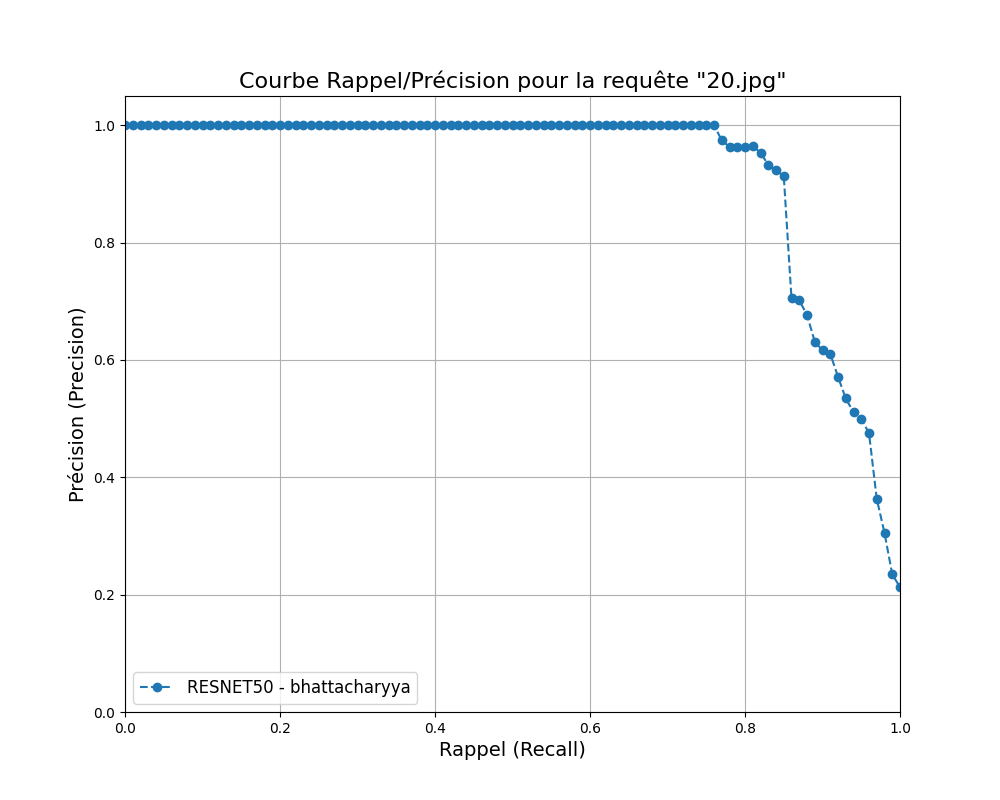 Courbe Rappel/Précision pour la requête "20.jpg"
Précision (Precision)
1.0
0.8
0.6
0.4
0.2
0.0
RESNET50 - bhattacharyya
0.0 0.2 0.4 0.6 0.8 1.0
Rappel (Recall)